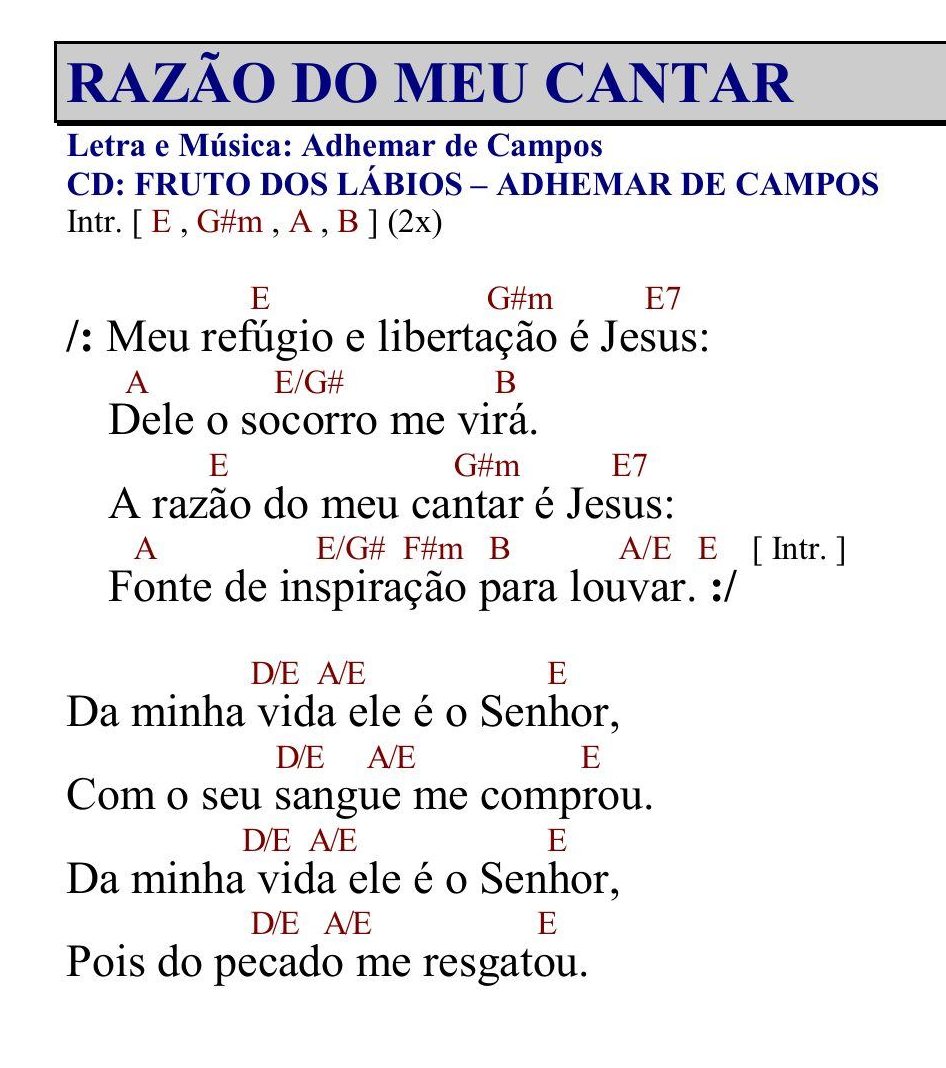 RAZÃO DO MEU CANTAR
Letra e Música: Adhemar de Campos
CD: FRUTO DOS LÁBIOS – ADHEMAR DE CAMPOS
Intr. [ E , G#m , A , B ] (2x)
E G#m E7
/: Meu refúgio e libertação é Jesus:
A E/G# B
Dele o socorro me virá.
E G#m E7
A razão do meu cantar é Jesus:
A E/G# F#m B A/E E [ Intr. ]
Fonte de inspiração para louvar. :/
D/E A/E E
Da minha vida ele é o Senhor,
D/E A/E E
Com o seu sangue me comprou.
D/E A/E E
Da minha vida ele é o Senhor,
D/E A/E E
Pois do pecado me resgatou.